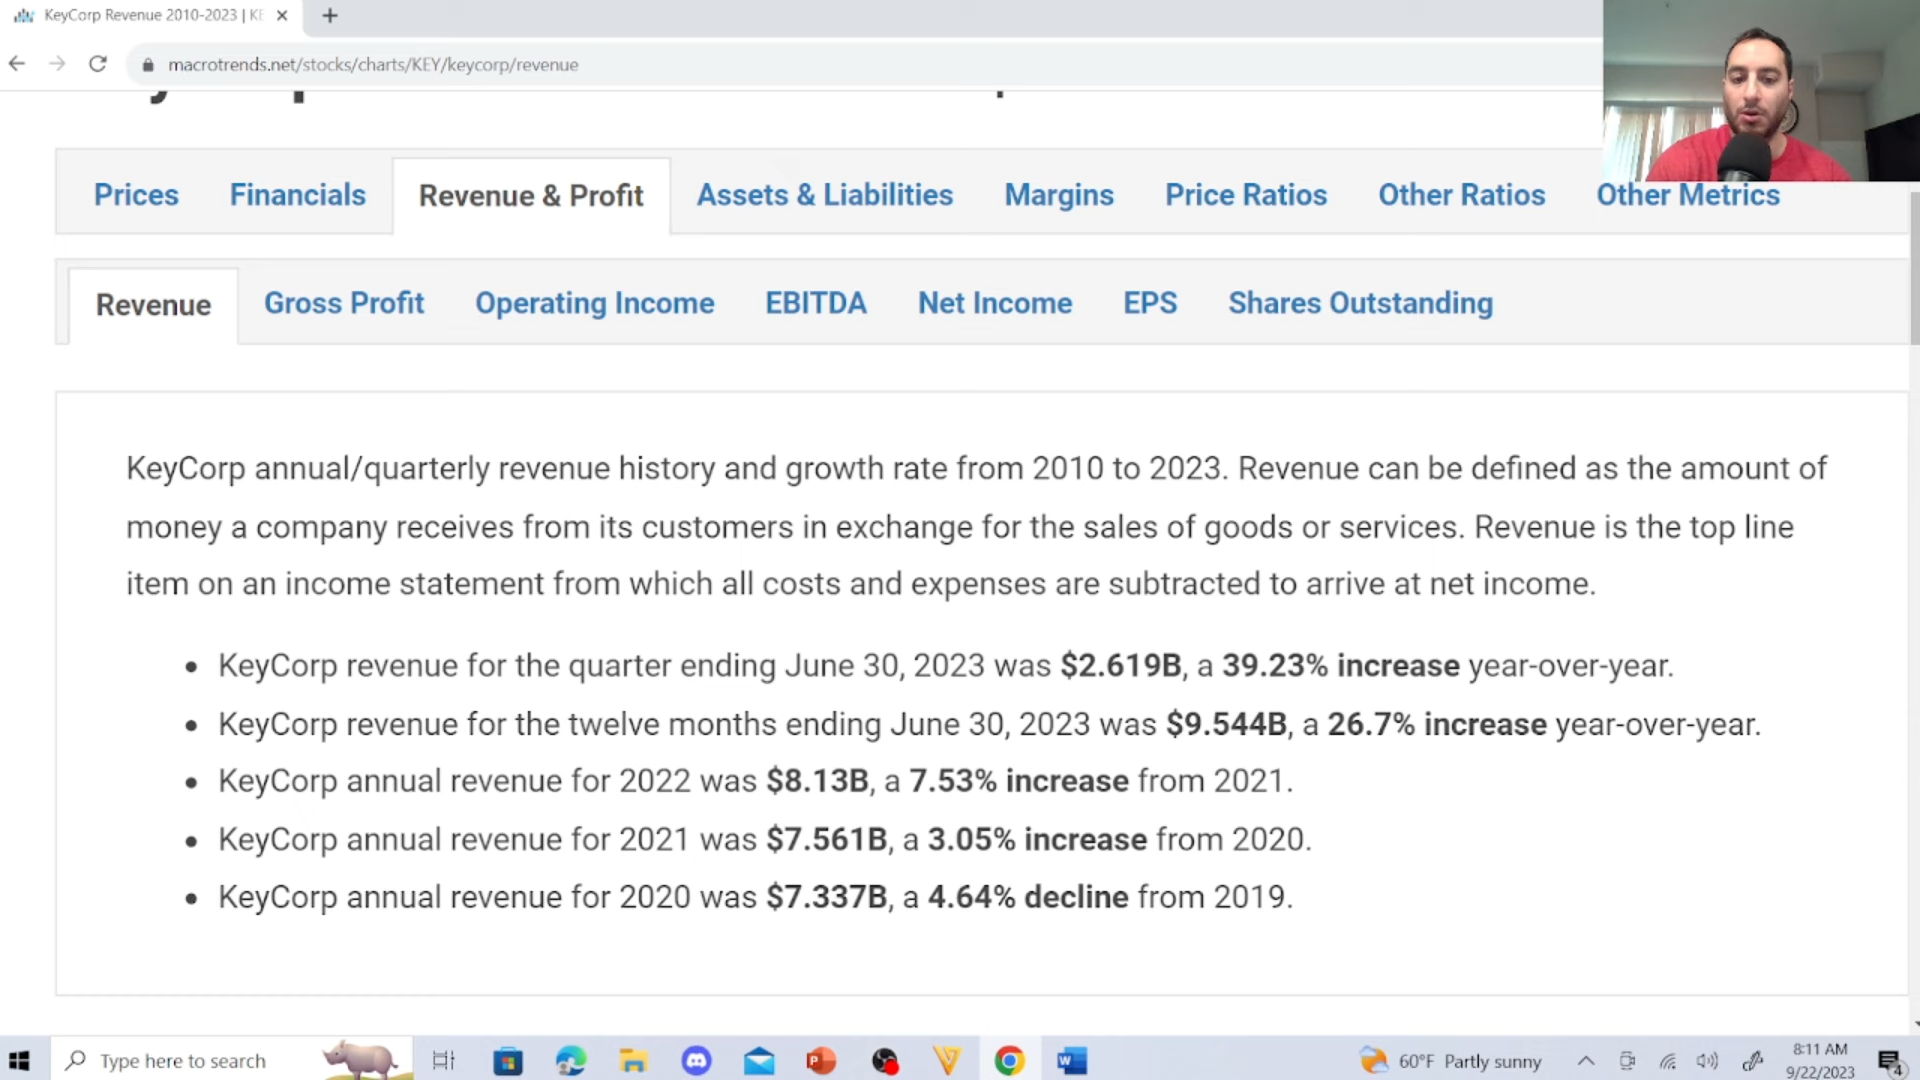 KeyCorp Revenue 2010-2023 | KE
macrotrends.net/stocks/charts/KEY/keycorp/revenue
Prices Financials Revenue & Profit Assets & Liabilities Margins Price Ratios Other Ratios Other Metrics
Revenue Gross Profit Operating Income EBITDA Net Income EPS Shares Outstanding
KeyCorp annual/quarterly revenue history and growth rate from 2010 to 2023. Revenue can be defined as the amount of
money a company receives from its customers in exchange for the sales of goods or services. Revenue is the top line
item on an income statement from which all costs and expenses are subtracted to arrive at net income.
• KeyCorp revenue for the quarter ending June 30, 2023 was $2.619B, a 39.23% increase year-over-year.
• KeyCorp revenue for the twelve months ending June 30, 2023 was $9.544B, a 26.7% increase year-over-year.
• KeyCorp annual revenue for 2022 was $8.13B, a 7.53% increase from 2021.
• KeyCorp annual revenue for 2021 was $7.561B, a 3.05% increase from 2020.
• KeyCorp annual revenue for 2020 was $7.337B, a 4.64% decline from 2019.
Type here to search 60°F Partly sunny 8:11 AM
9/22/2023 4